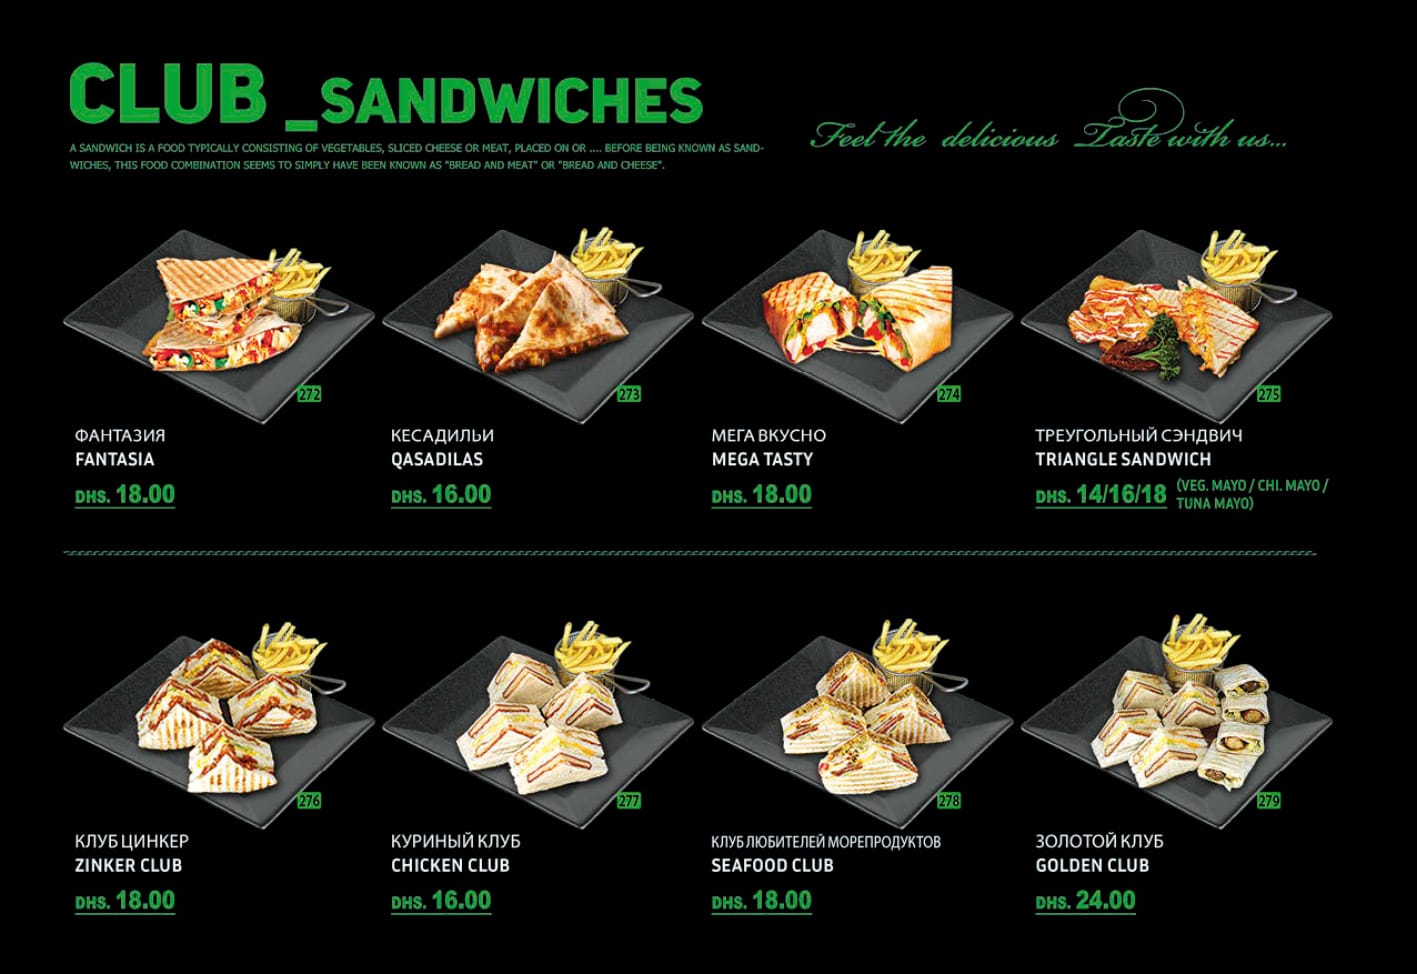 CLUB _SANDWICHES
A SANDWICH IS A FOOD TYPICALLY CONSISTING OF VEGETABLES, SLICED CHEESE OR MEAT, PLACED ON OR .... BEFORE BEING KNOWN AS SAND-
WICHES, THIS FOOD COMBINATION SEEMS TO SIMPLY HAVE BEEN KNOWN AS "BREAD AND MEAT" OR "BREAD AND CHEESE".
Feel the delicious Taste with us...
272
ФАНТАЗИЯ
FANTASIA
DHS. 18.00
273
КЕСАДИЛЬИ
QASADILAS
DHS. 16.00
274
МЕГА ВКУСНО
MEGA TASTY
DHS. 18.00
275
ТРЕУГОЛЬНЫЙ СЭНДВИЧ
TRIANGLE SANDWICH
DHS. 14/16/18
(VEG. MAYO / CHI. MAYO /
TUNA MAYO)
276
КЛУБ ЦИНКЕР
ZINKER CLUB
DHS. 18.00
277
КУРИНЫЙ КЛУБ
CHICKEN CLUB
DHS. 16.00
278
КЛУБ ЛЮБИТЕЛЕЙ МОРЕПРОДУКТОВ
SEAFOOD CLUB
DHS. 18.00
279
ЗОЛОТОЙ КЛУБ
GOLDEN CLUB
DHS. 24.00